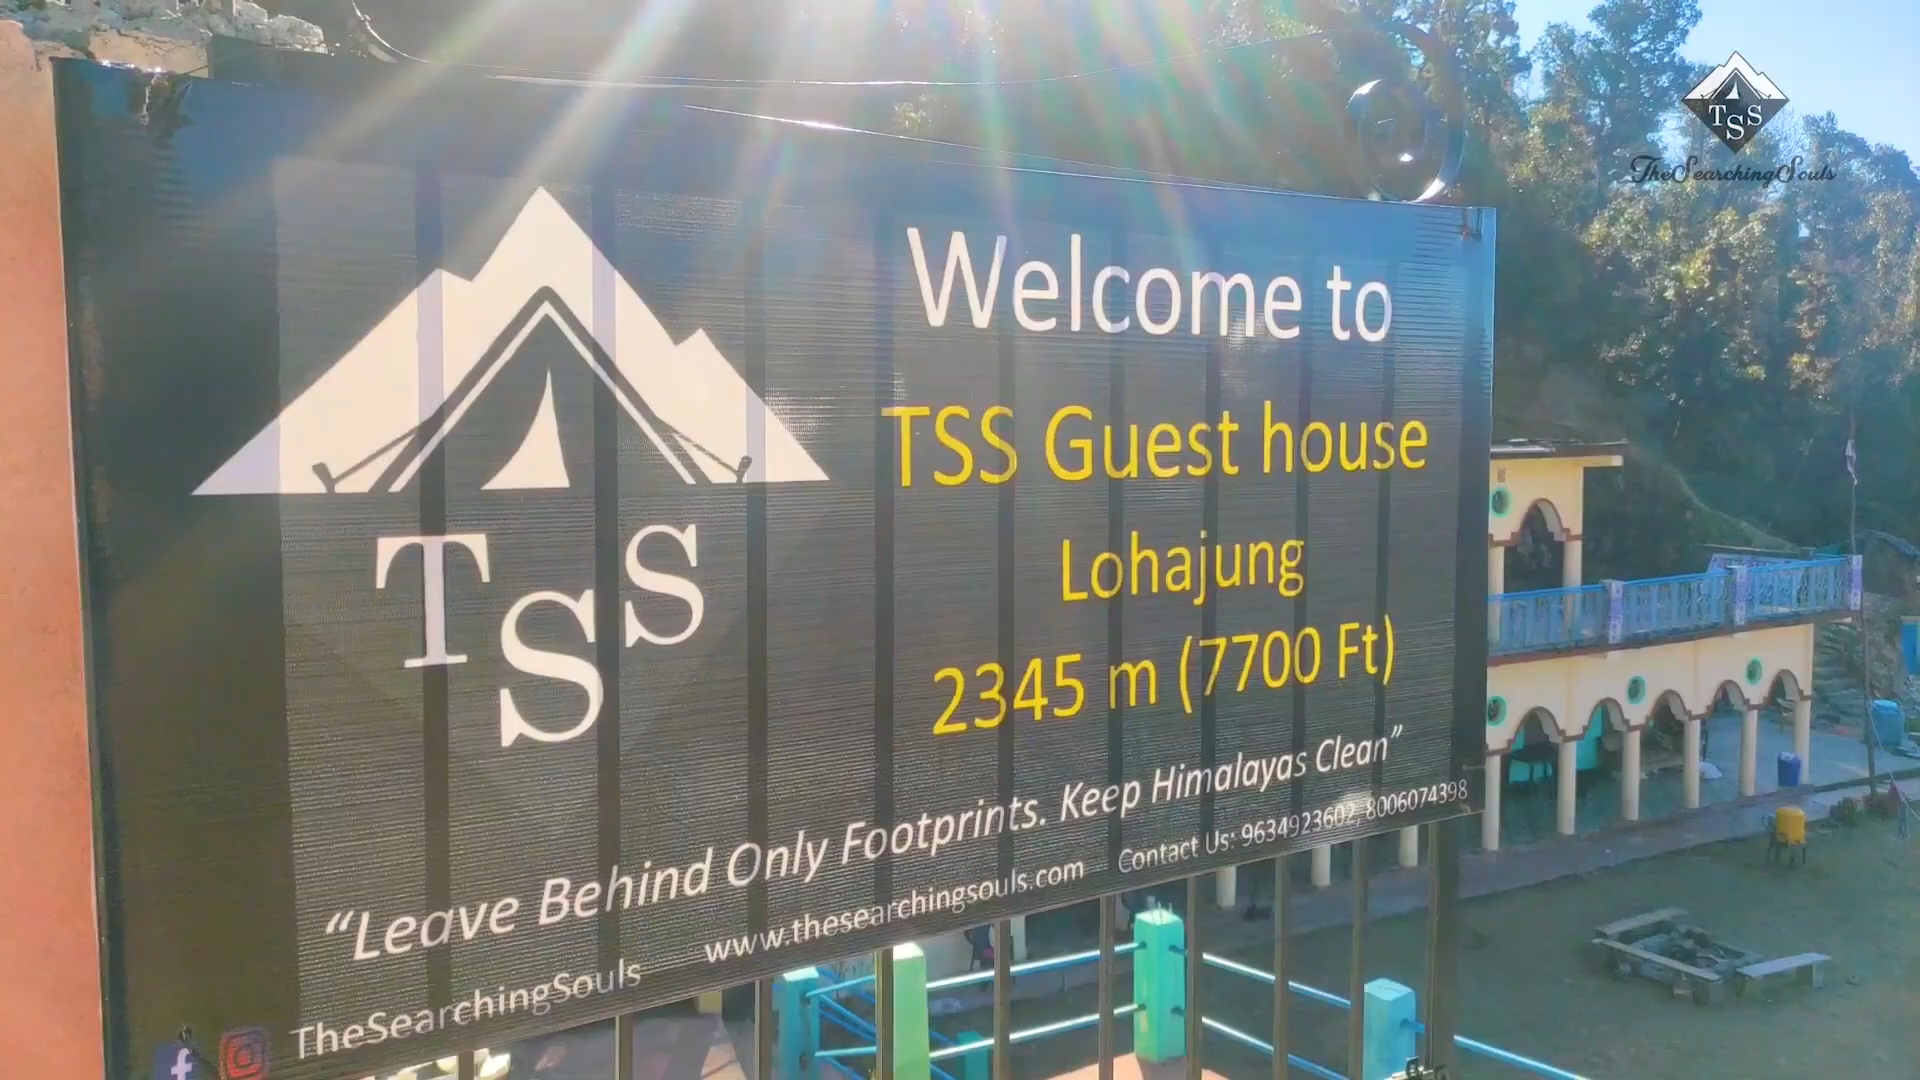 Welcome to
TSS Guest house
Lohajung
2345 m (7700 Ft)
TSS
“Leave Behind Only Footprints. Keep Himalayas Clean”
www.thesearchingsouls.com Contact Us: 9634923602, 8006074398
TheSearchingSouls
TSS
TheSearchingSouls